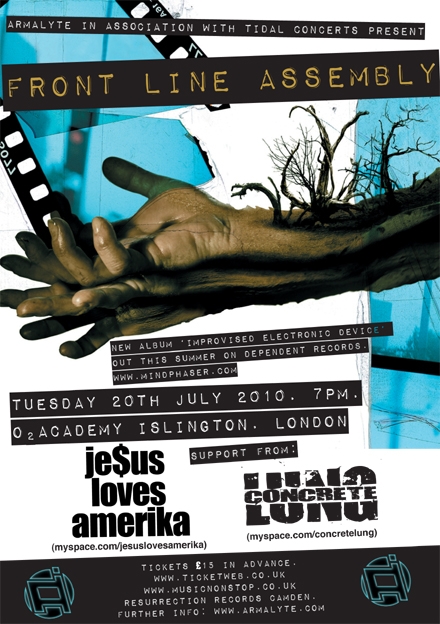 ARMALYTE IN ASSOCIATION WITH TIDAL CONCERTS PRESENT
FRONT LINE ASSEMBLY
NEW ALBUM 'IMPROVISED ELECTRONIC DEVICE'
OUT THIS SUMMER ON DEPENDENT RECORDS.
WWW.MINDPHASER.COM
TUESDAY 20TH JULY 2010. 7PM.
O2ACADEMY ISLINGTON. LONDON
SUPPORT FROM:
je$us
loves
amerika
(myspace.com/jesuslovesamerika)
CONCRETE
LUNG
(myspace.com/concretelung)
TICKETS £15 IN ADVANCE.
WWW.TICKETWEB.CO.UK
WWW.MUSICNONSTOP.CO.UK
RESURRECTION RECORDS CAMDEN.
FURTHER INFO: WWW.ARMALYTE.COM